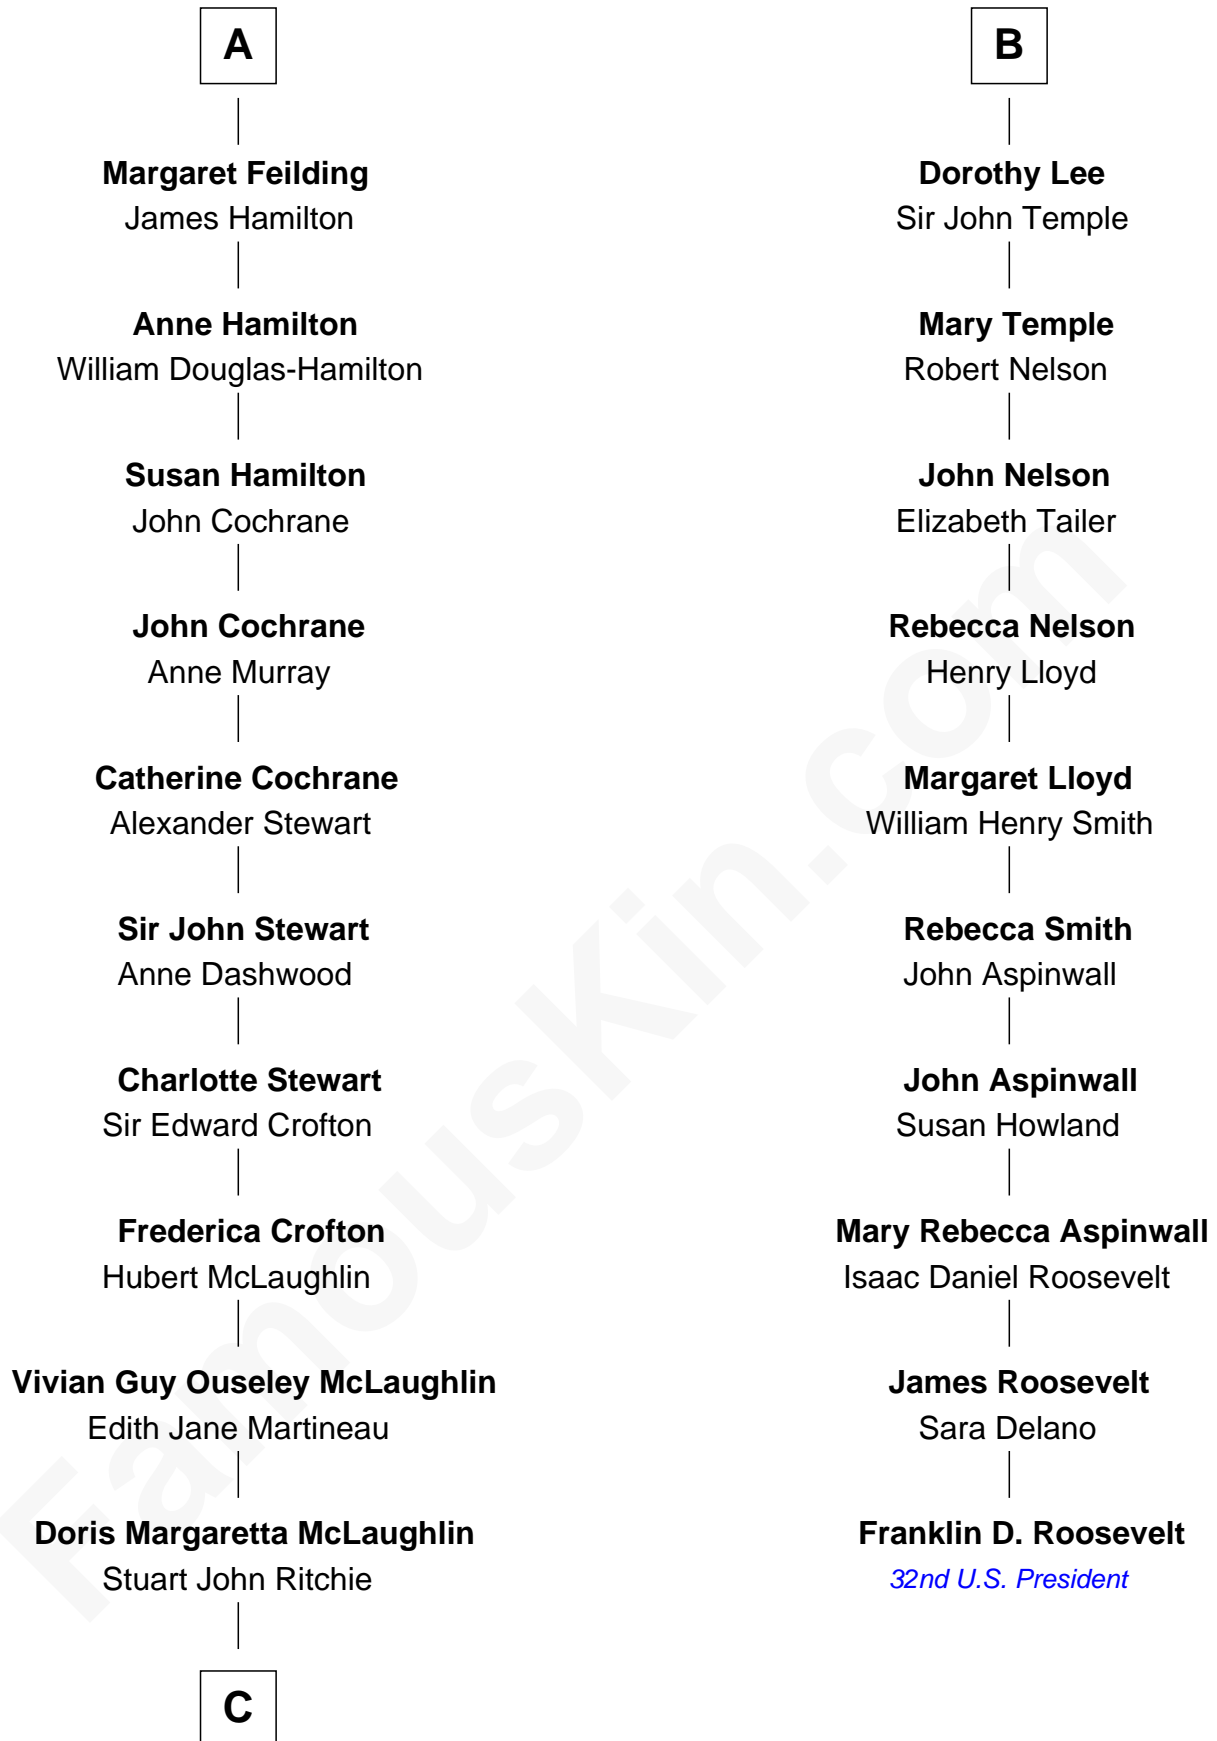 A
Margaret Feilding
James Hamilton
Anne Hamilton
William Douglas-Hamilton
Susan Hamilton
John Cochrane
John Cochrane
Anne Murray
Catherine Cochrane
Alexander Stewart
Sir John Stewart
Anne Dashwood
Charlotte Stewart
Sir Edward Crofton
Frederica Crofton
Hubert McLaughlin
Vivian Guy Ouseley McLaughlin
Edith Jane Martineau
Doris Margaretta McLaughlin
Stuart John Ritchie
C
B
Dorothy Lee
Sir John Temple
Mary Temple
Robert Nelson
John Nelson
Elizabeth Tailer
Rebecca Nelson
Henry Lloyd
Margaret Lloyd
William Henry Smith
Rebecca Smith
John Aspinwall
John Aspinwall
Susan Howland
Mary Rebecca Aspinwall
Isaac Daniel Roosevelt
James Roosevelt
Sara Delano
Franklin D. Roosevelt
32nd U.S. President
FamousKin.com